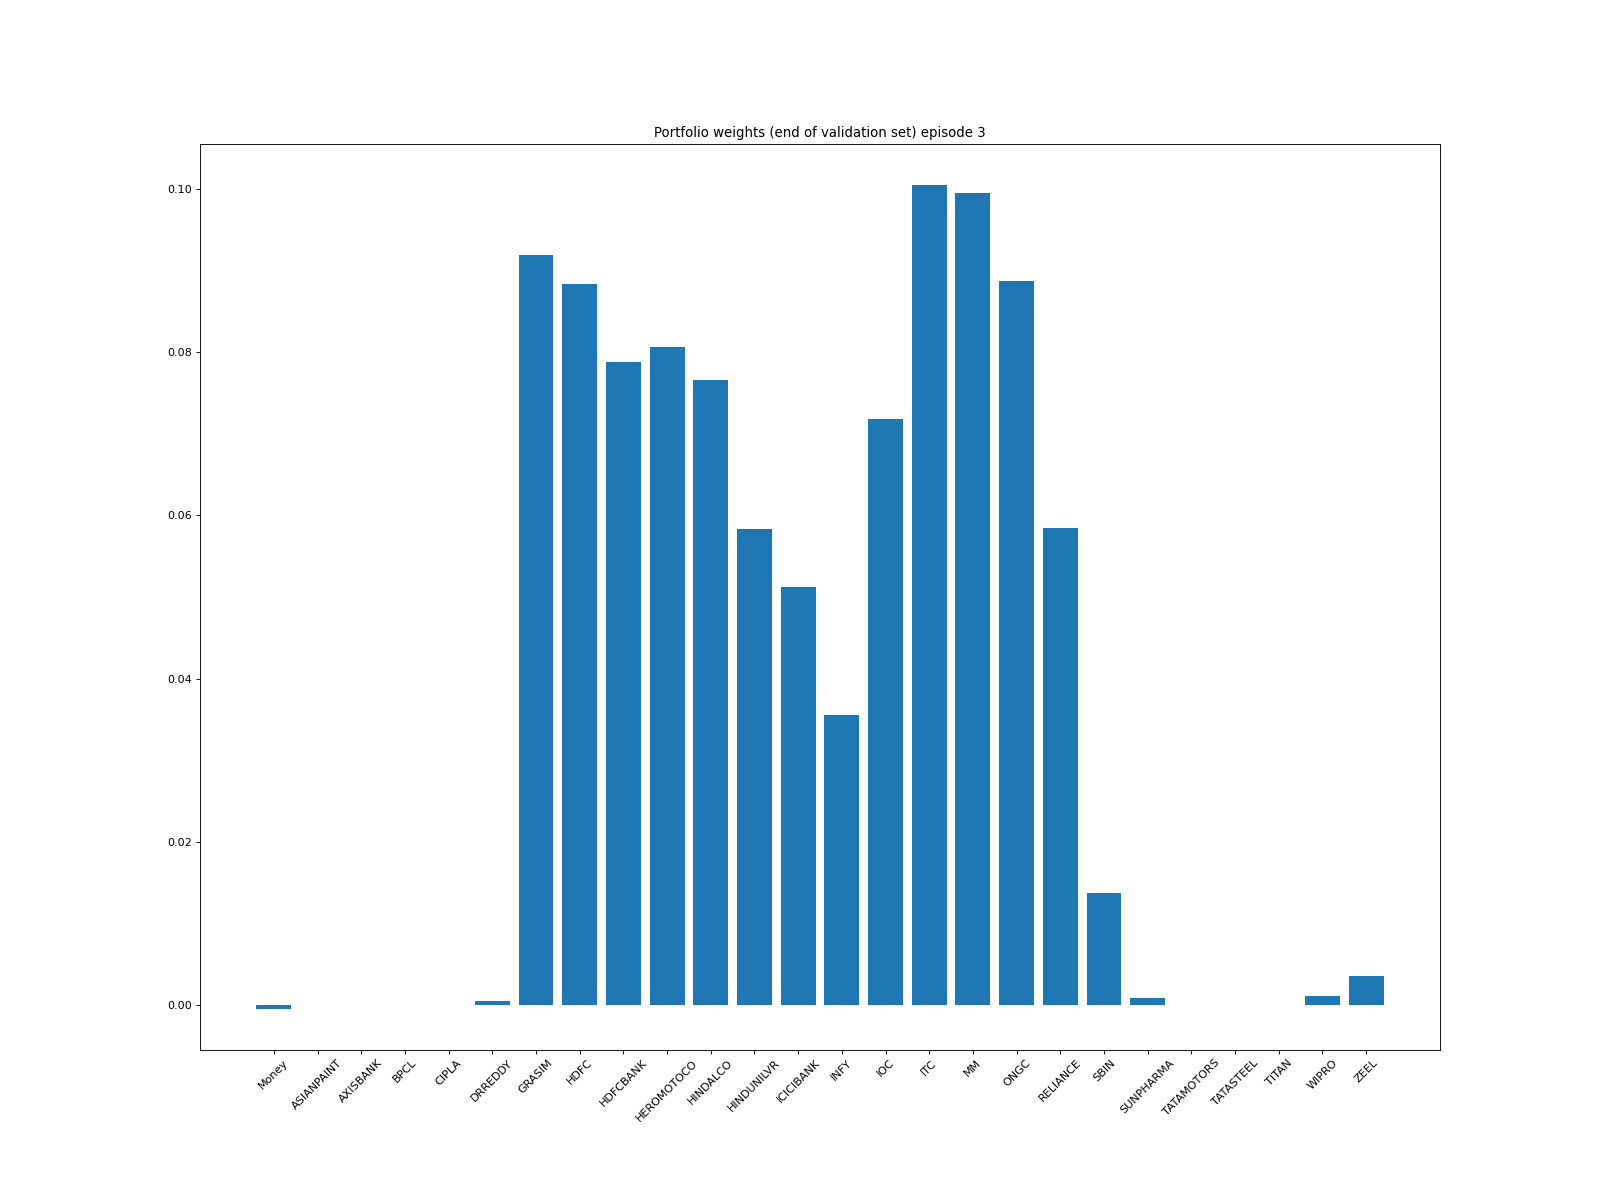 Portfolio weights (end of validation set) episode 3
0.10
0.08
0.06
0.04
0.02
0.00
Money
ASIANPAINT
AXISBANK
BPCL
CIPLA
DRREDDY
GRASIM
HDFC
HDFCBANK
HEROMOTOCO
HINDALCO
HINDUNILVR
ICICIBANK
INFY
IOC
ITC
MM
ONGC
RELIANCE
SBIN
SUNPHARMA
TATAMOTORS
TATASTEEL
TITAN
WIPRO
ZEEL